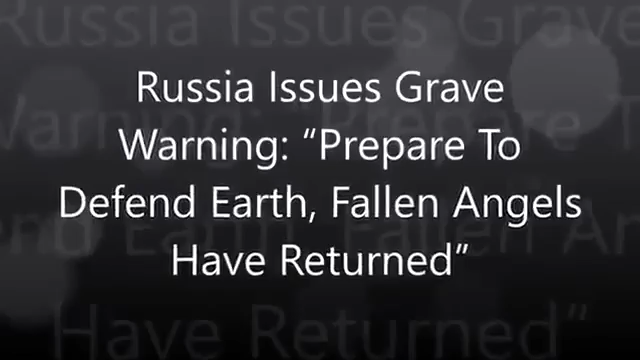 Russia Issues Grave
Warning: “Prepare To
Defend Earth, Fallen Angels
Have Returned”